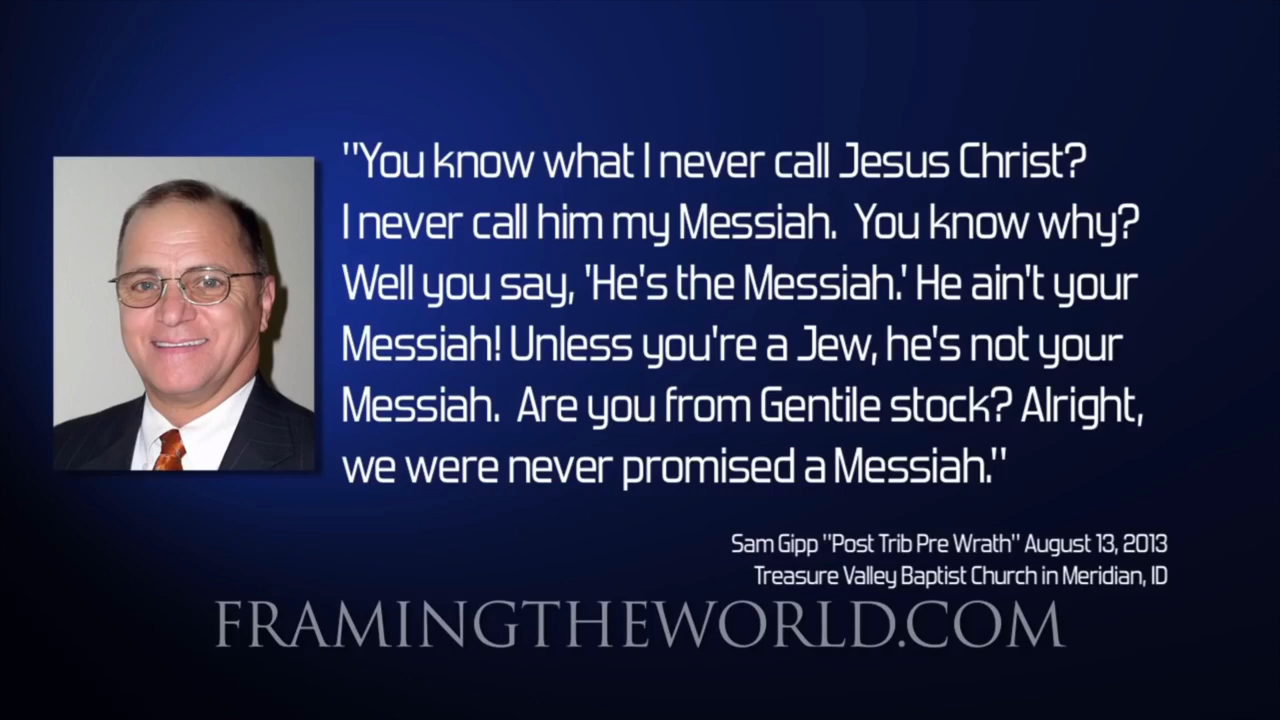 "You know what I never call Jesus Christ?
I never call him my Messiah. You know why?
Well you say, 'He's the Messiah.' He ain't your
Messiah! Unless you're a Jew, he's not your
Messiah. Are you from Gentile stock? Alright,
we were never promised a Messiah."
Sam Gipp "Post Trib Pre Wrath" August 13, 2013
Treasure Valley Baptist Church in Meridian, ID
FRAMINGTHEWORLD.COM